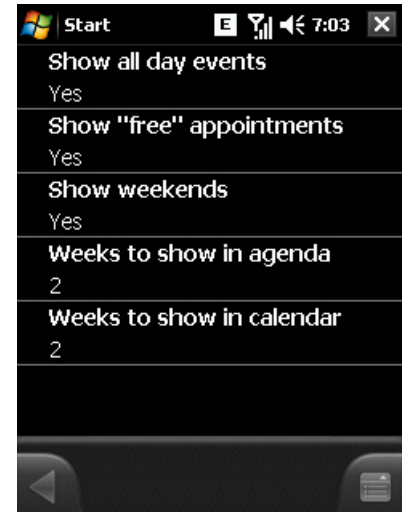 Start E 7:03
Show all day events
Yes
Show "free" appointments
Yes
Show weekends
Yes
Weeks to show in agenda
2
Weeks to show in calendar
2